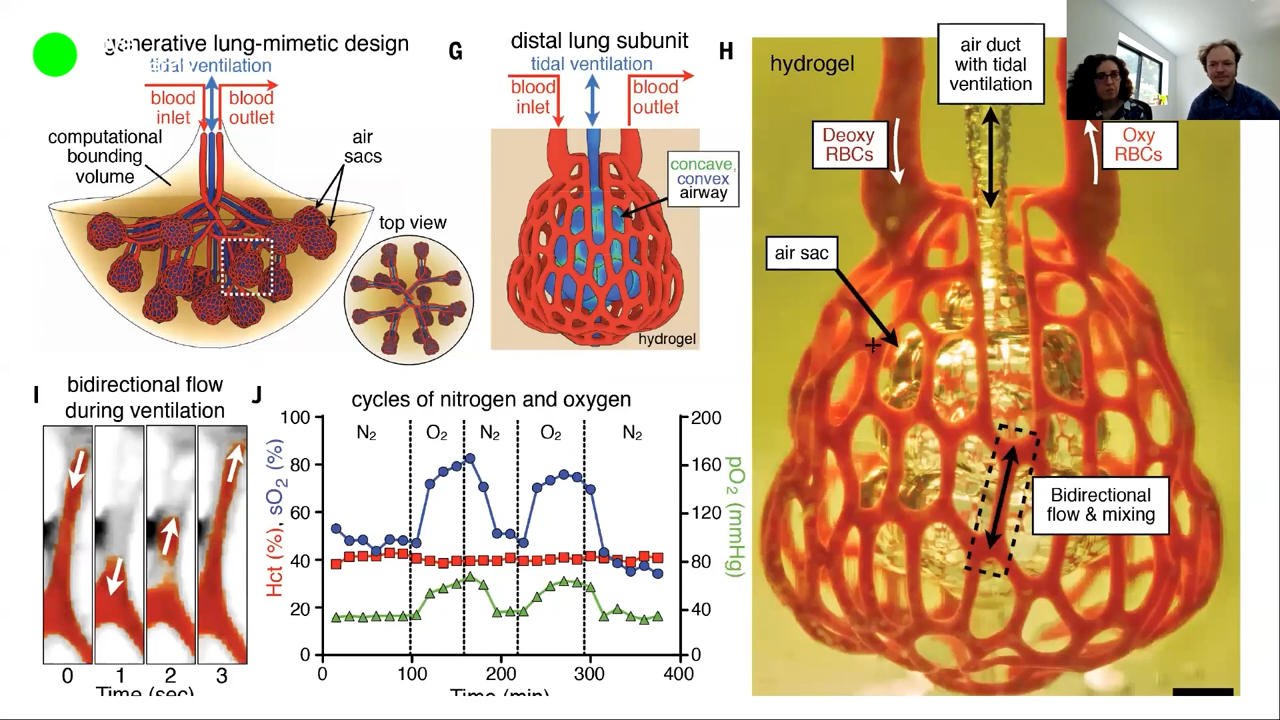 generative lung-mimetic design
tidal ventilation
blood
inlet
blood
outlet
computational
bounding
volume
air
sacs
top view
G
distal lung subunit
tidal ventilation
blood
inlet
blood
outlet
concave,
convex
airway
hydrogel
H
hydrogel
air duct
with tidal
ventilation
Deoxy
RBCs
Oxy
RBCs
air sac
Bidirectional
flow & mixing
I
bidirectional flow
during ventilation
0 1 2 3
Time (sec)
J
cycles of nitrogen and oxygen
N2 O2 N2 O2 N2
Hct (%), sO2 (%)
100
80
60
40
20
0
200
160
120
80
40
0
pO2 (mmHg)
0 100 200 300 400
Time (min)